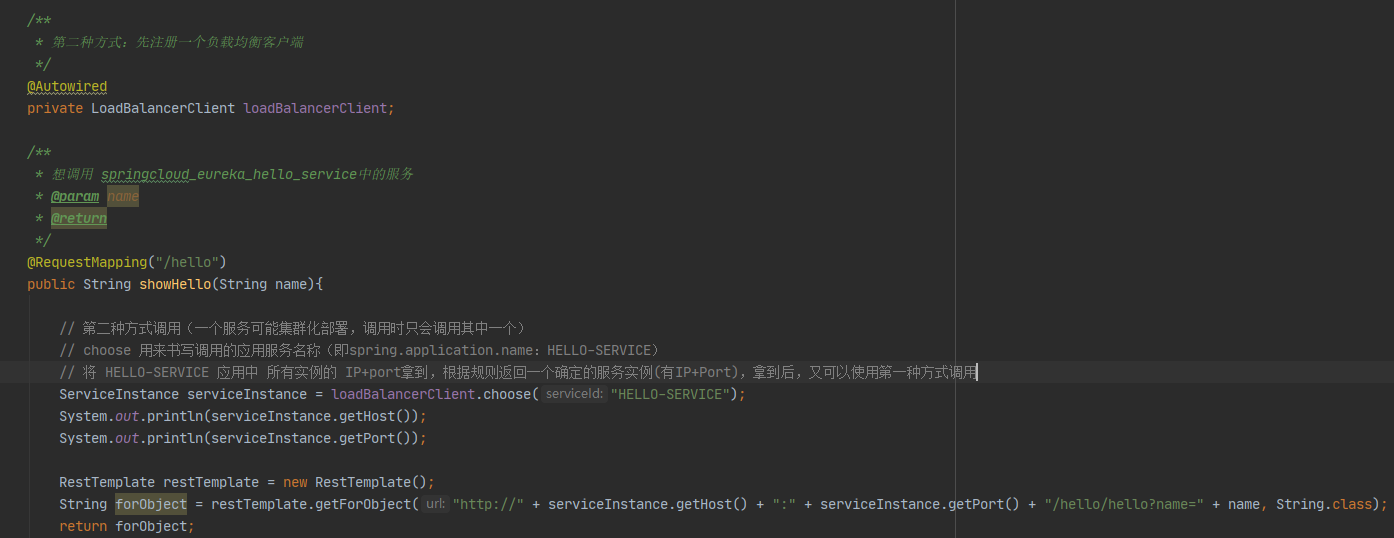 /**
 * 第二种方式：先注册一个负载均衡客户端
 */
@Autowired
private LoadBalancerClient loadBalancerClient;
/**
 * 想调用 springcloud_eureka_hello_service中的服务
 * @param name
 * @return
 */
@RequestMapping("/hello")
public String showHello(String name){
// 第二种方式调用（一个服务可能集群化部署，调用时只会调用其中一个）
// choose 用来书写调用的应用服务名称（即spring.application.name：HELLO-SERVICE）
// 将 HELLO-SERVICE 应用中 所有实例的 IP+port拿到，根据规则返回一个确定的服务实例(有IP+Port)，拿到后，又可以使用第一种方式调用
ServiceInstance serviceInstance = loadBalancerClient.choose( serviceId: "HELLO-SERVICE");
System.out.println(serviceInstance.getHost());
System.out.println(serviceInstance.getPort());
RestTemplate restTemplate = new RestTemplate();
String forObject = restTemplate.getForObject( url: "http://" + serviceInstance.getHost() + ":" + serviceInstance.getPort() + "/hello/hello?name=" + name, String.class);
return forObject;